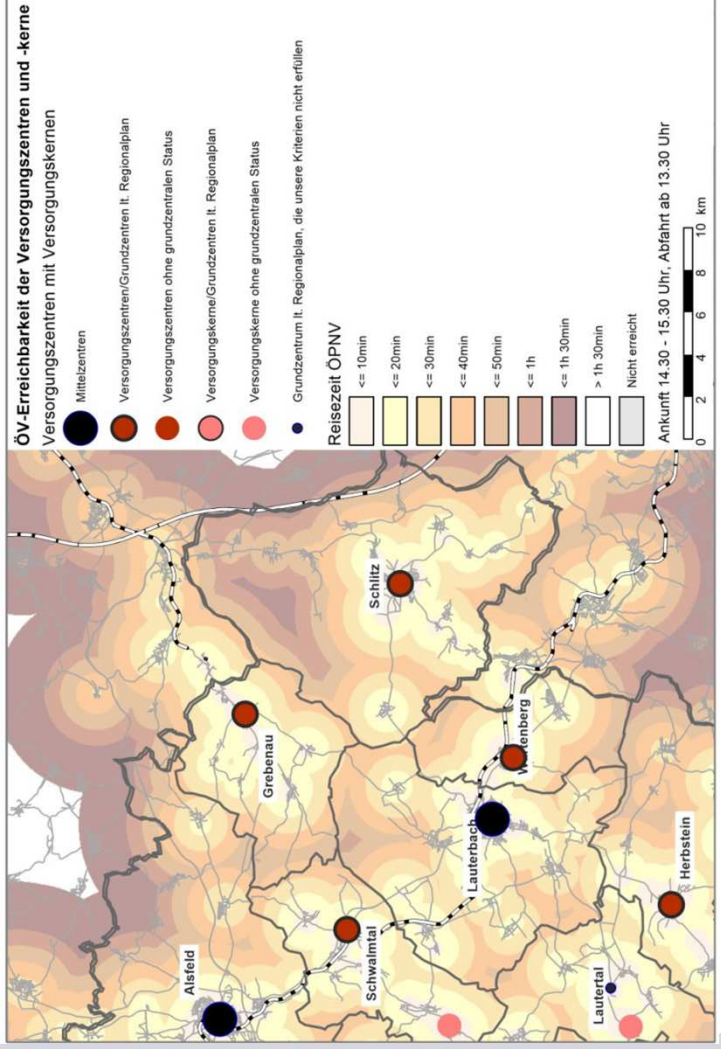 ÖV-Erreichbarkeit der Versorgungszentren und -kerne
Versorgungszentren mit Versorgungskernen
Mittelzentren
Versorgungszentren/Grundzentren lt. Regionalplan
Versorgungszentren ohne grundzentralen Status
Versorgungskerne/Grundzentren lt. Regionalplan
Versorgungskerne ohne grundzentralen Status
Grundzentrum lt. Regionalplan, die unsere Kriterien nicht erfüllen
Reisezeit ÖPNV
<= 10min
<= 20min
<= 30min
<= 40min
<= 50min
<= 1h
<= 1h 30min
> 1h 30min
Nicht erreicht
Ankunft 14.30 - 15.30 Uhr, Abfahrt ab 13.30 Uhr
0 2 4 6 8 10 km
Alsfeld
Grebenau
Schlitz
Schwalmtal
Lauterbach
Lautertal
Herbstein